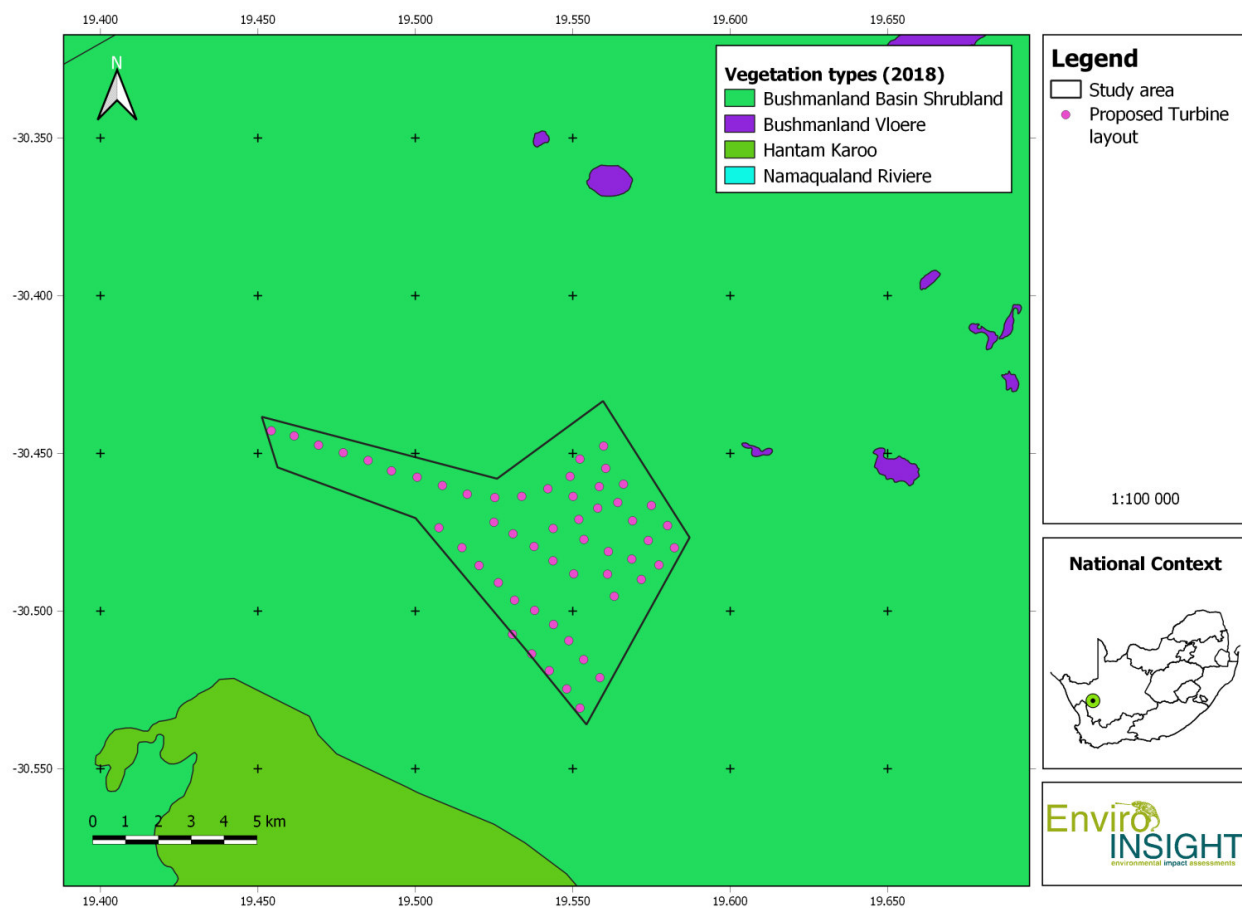 19.400 19.450 19.500 19.550 19.600 19.650
N
Vegetation types (2018)
Bushmanland Basin Shrubland
Bushmanland Vloere
Hantam Karoo
Namaqualand Riviere
Legend
Study area
Proposed Turbine
layout
-30.350
-30.400
-30.450
-30.500
-30.550
1:100 000
National Context
0 1 2 3 4 5 km
Enviro
INSIGHT
environmental impact assessments
19.400 19.450 19.500 19.550 19.600 19.650